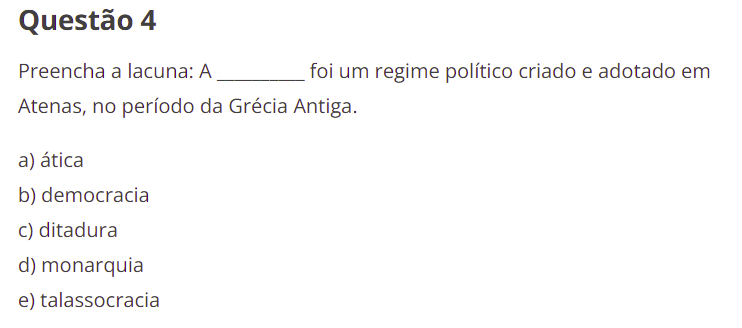 Questão 4
Preencha a lacuna: A __________ foi um regime político criado e adotado em
Atenas, no período da Grécia Antiga.
a) ática
b) democracia
c) ditadura
d) monarquia
e) talassocracia